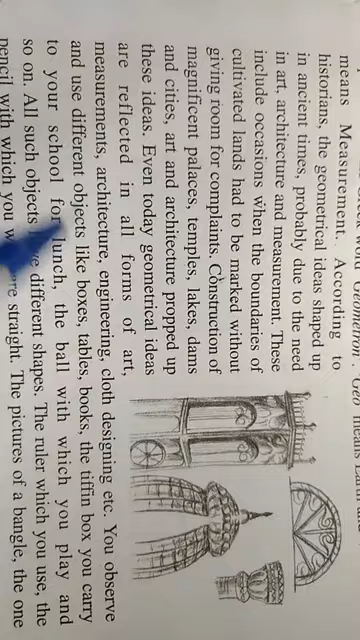 means Measurement. According to
historians, the geometrical ideas shaped up
in ancient times, probably due to the need
in art, architecture and measurement. These
include occasions when the boundaries of
cultivated lands had to be marked without
giving room for complaints. Construction of
magnificent palaces, temples, lakes, dams
and cities, art and architecture propped up
these ideas. Even today geometrical ideas
are reflected in all forms of art,
measurements, architecture, engineering, cloth designing etc. You observe
and use different objects like boxes, tables, books, the tiffin box you carry
to your school for lunch, the ball with which you play and
so on. All such objects different shapes. The ruler which you use, the
pencil with which you straight. The pictures of a bangle, the one